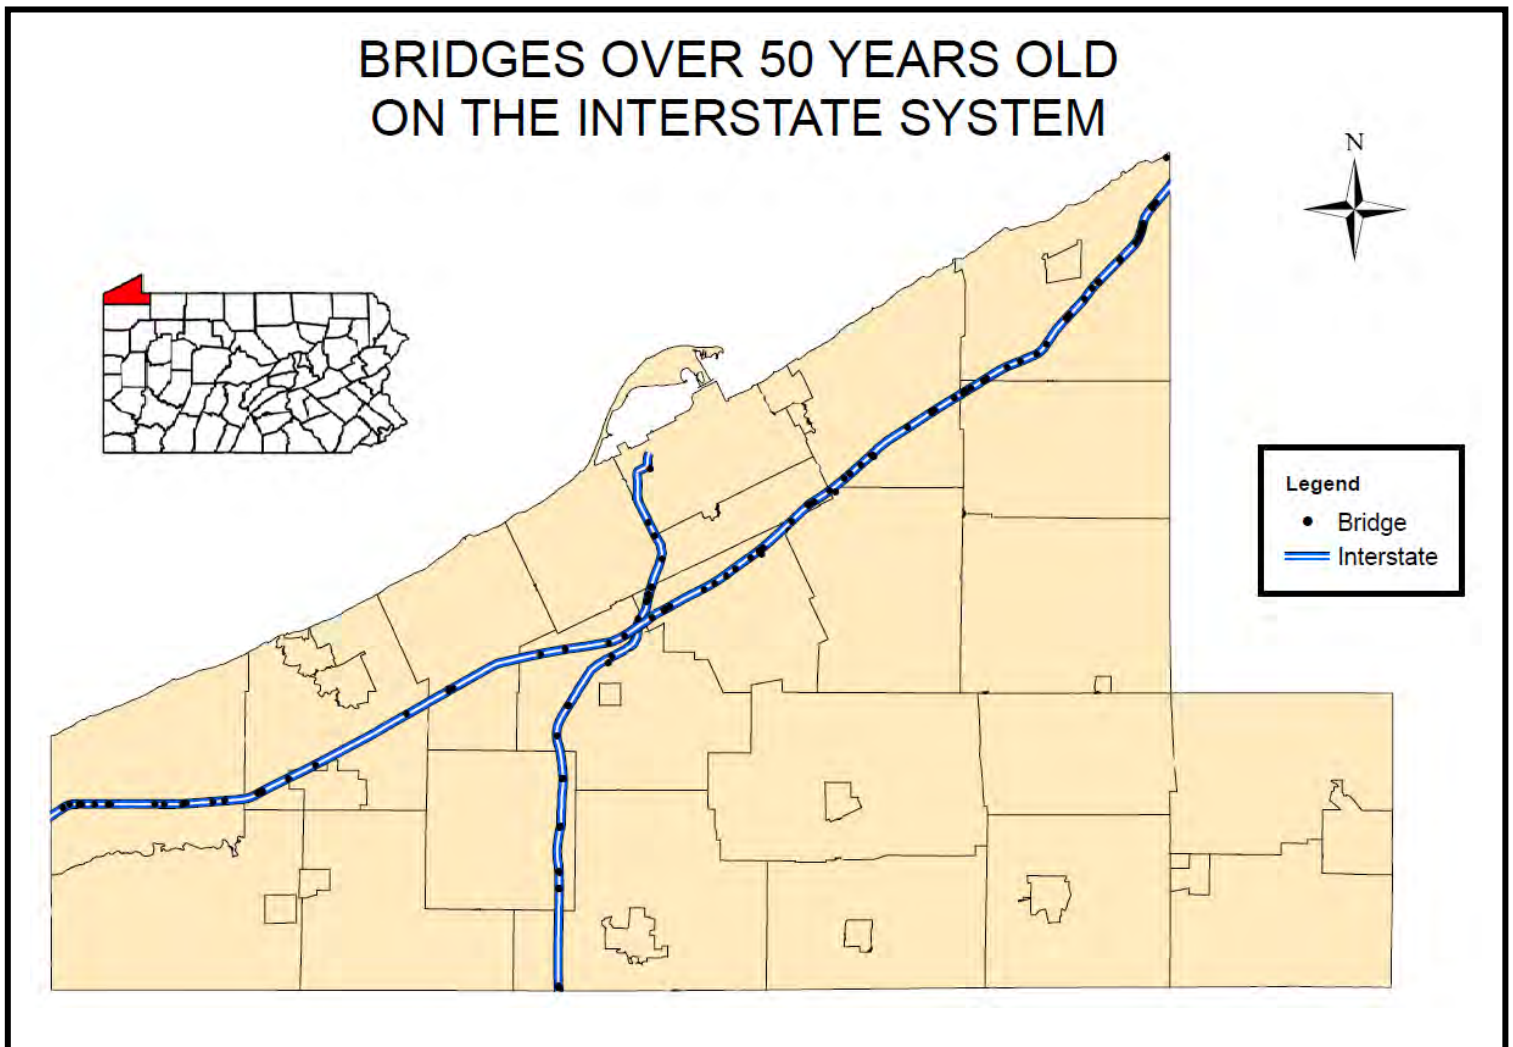 BRIDGES OVER 50 YEARS OLD
ON THE INTERSTATE SYSTEM
N
Legend
Bridge
Interstate